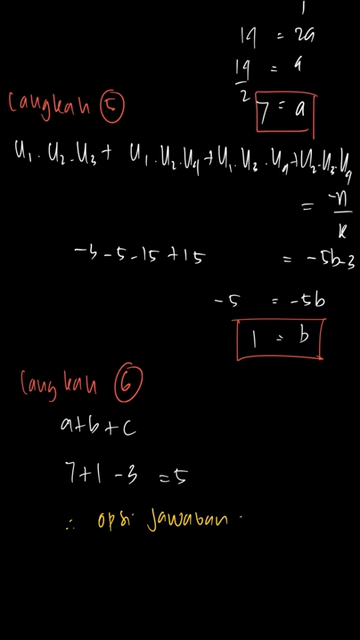 1
14 = 2a
14/2 = a
7 = a
Langkah 5
U₁.U₂.U₃ + U₁.U₂.U₄ + U₁.U₃.U₄ + U₂.U₃.U₄
= -n/k
-3-5-15+15 = -5b-3
-5 = -5b
1 = b
Langkah 6
a+b+c
7+1-3 = 5
∴ opsi jawaban .